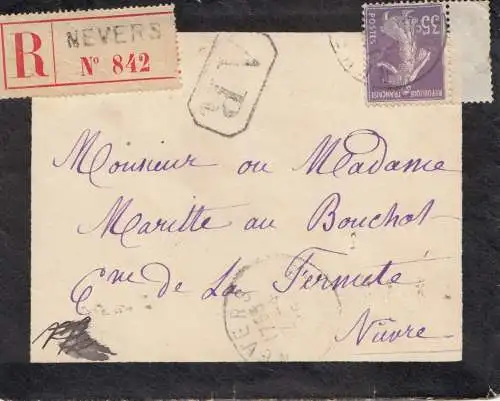 R
NEVERS
Nº 842
AR
35c
POSTES
REPUBLIQUE FRANÇAISE
Monsieur ou Madame
Maritte au Bouchot
Cne de La Fermeté
Nièvre
NEVERS